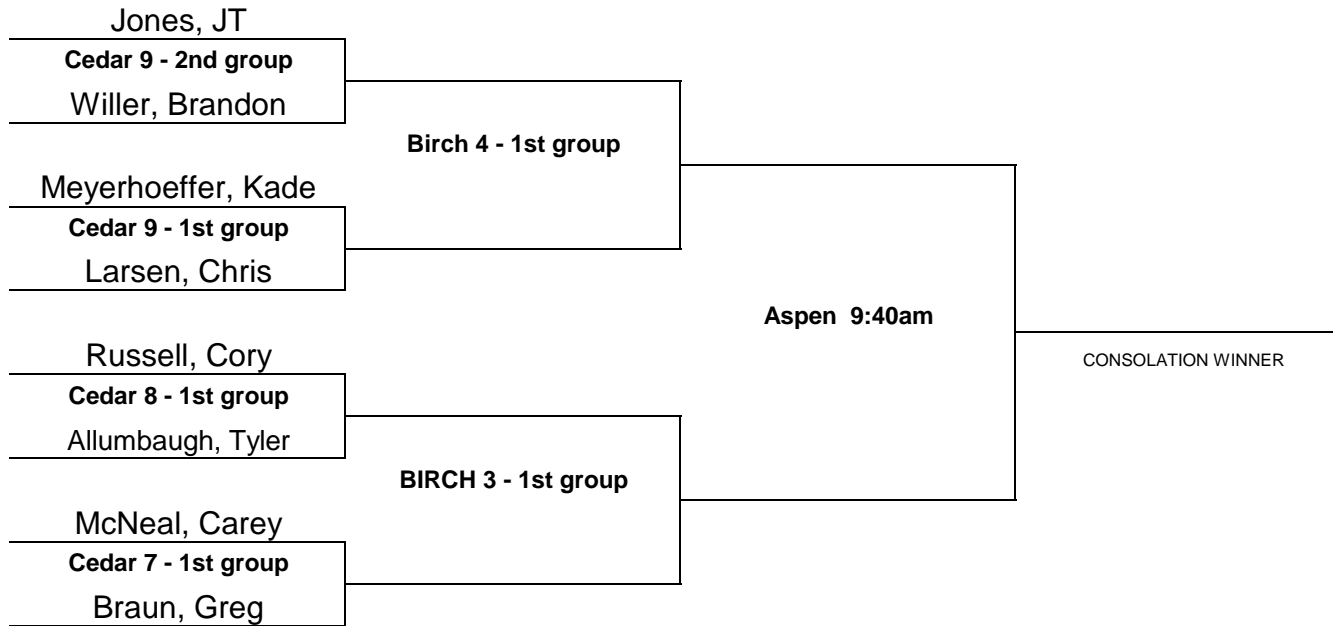 Jones, JT
Cedar 9 - 2nd group
Willer, Brandon
Birch 4 - 1st group
Meyerhoeffer, Kade
Cedar 9 - 1st group
Larsen, Chris
Aspen 9:40am
Russell, Cory
CONSOLATION WINNER
Cedar 8 - 1st group
Allumbaugh, Tyler
BIRCH 3 - 1st group
McNeal, Carey
Cedar 7 - 1st group
Braun, Greg